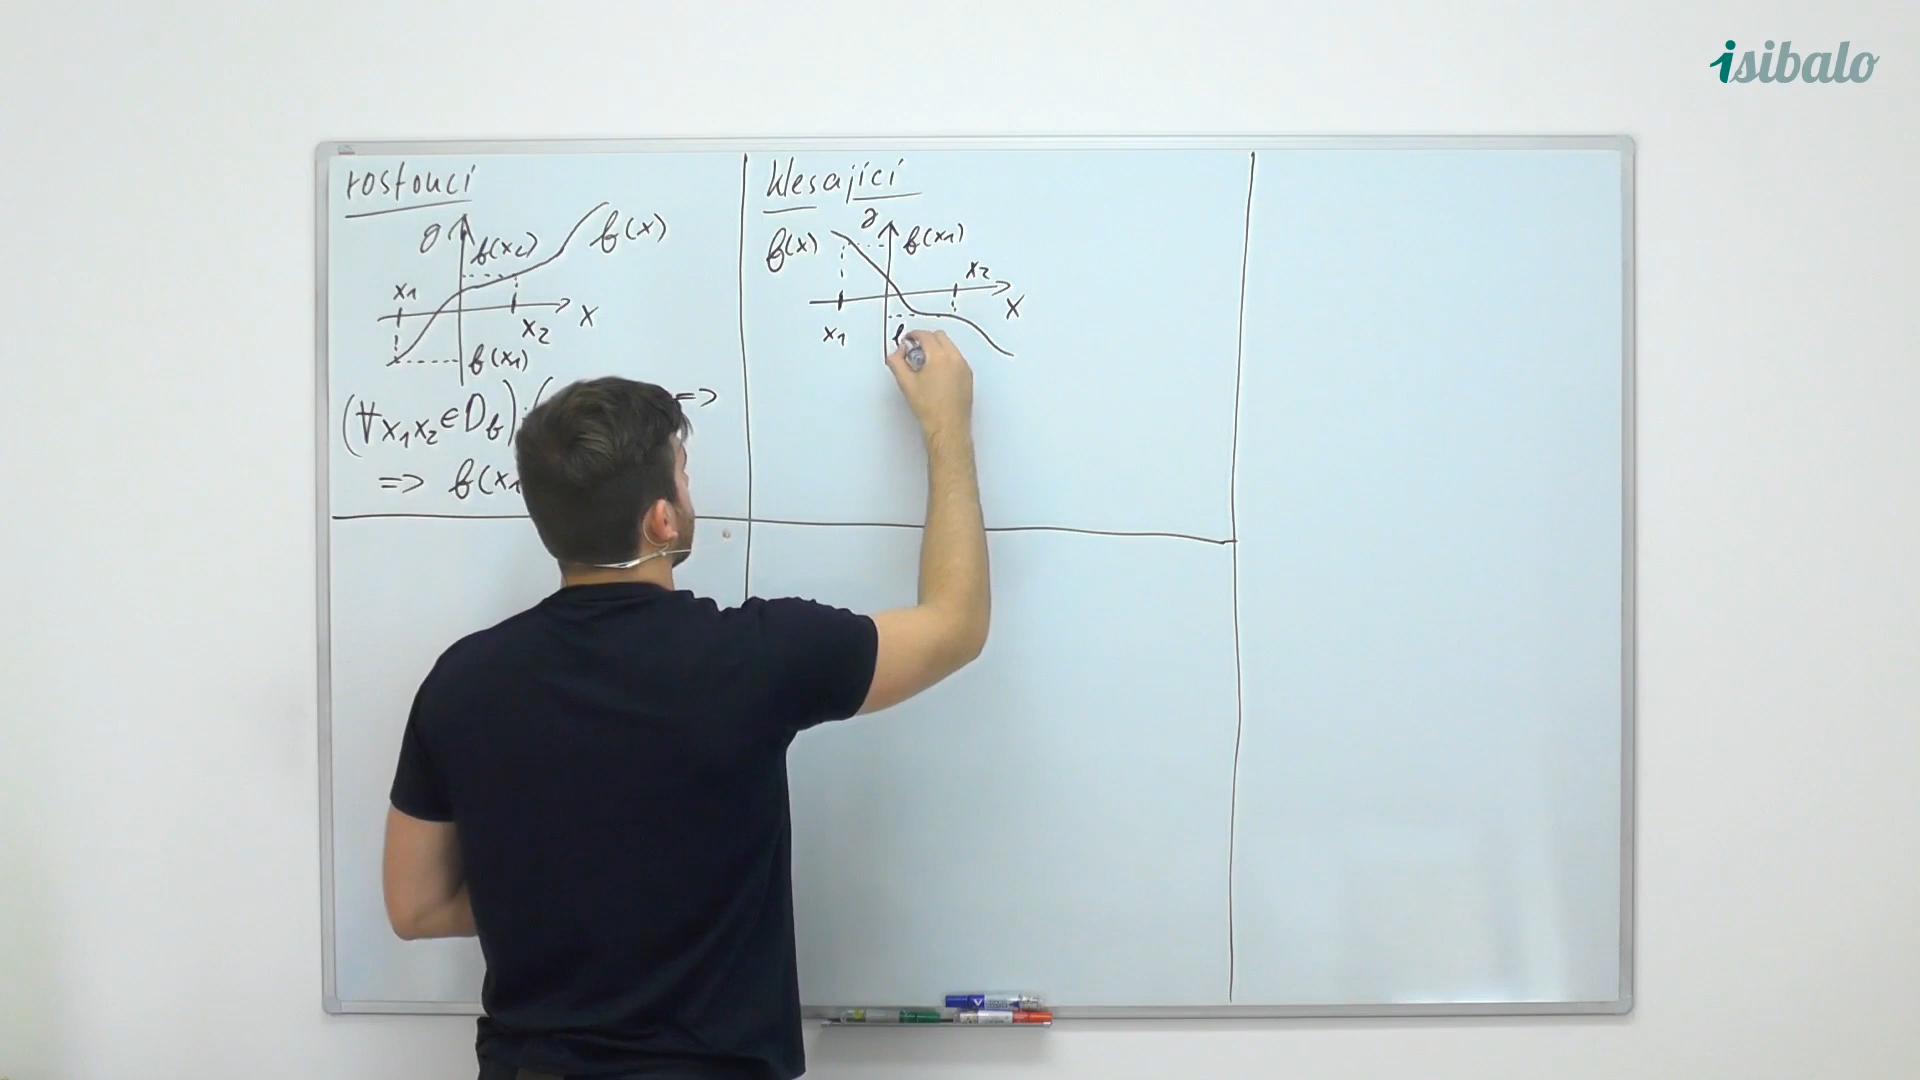 isibalo
rostoucí
y f(x2) f(x)
x1
x2 x
f(x1)
(∀x1x2∈Df):( =>
=> f(x1
klesající
f(x) y f(x1)
x2
x1 x
f